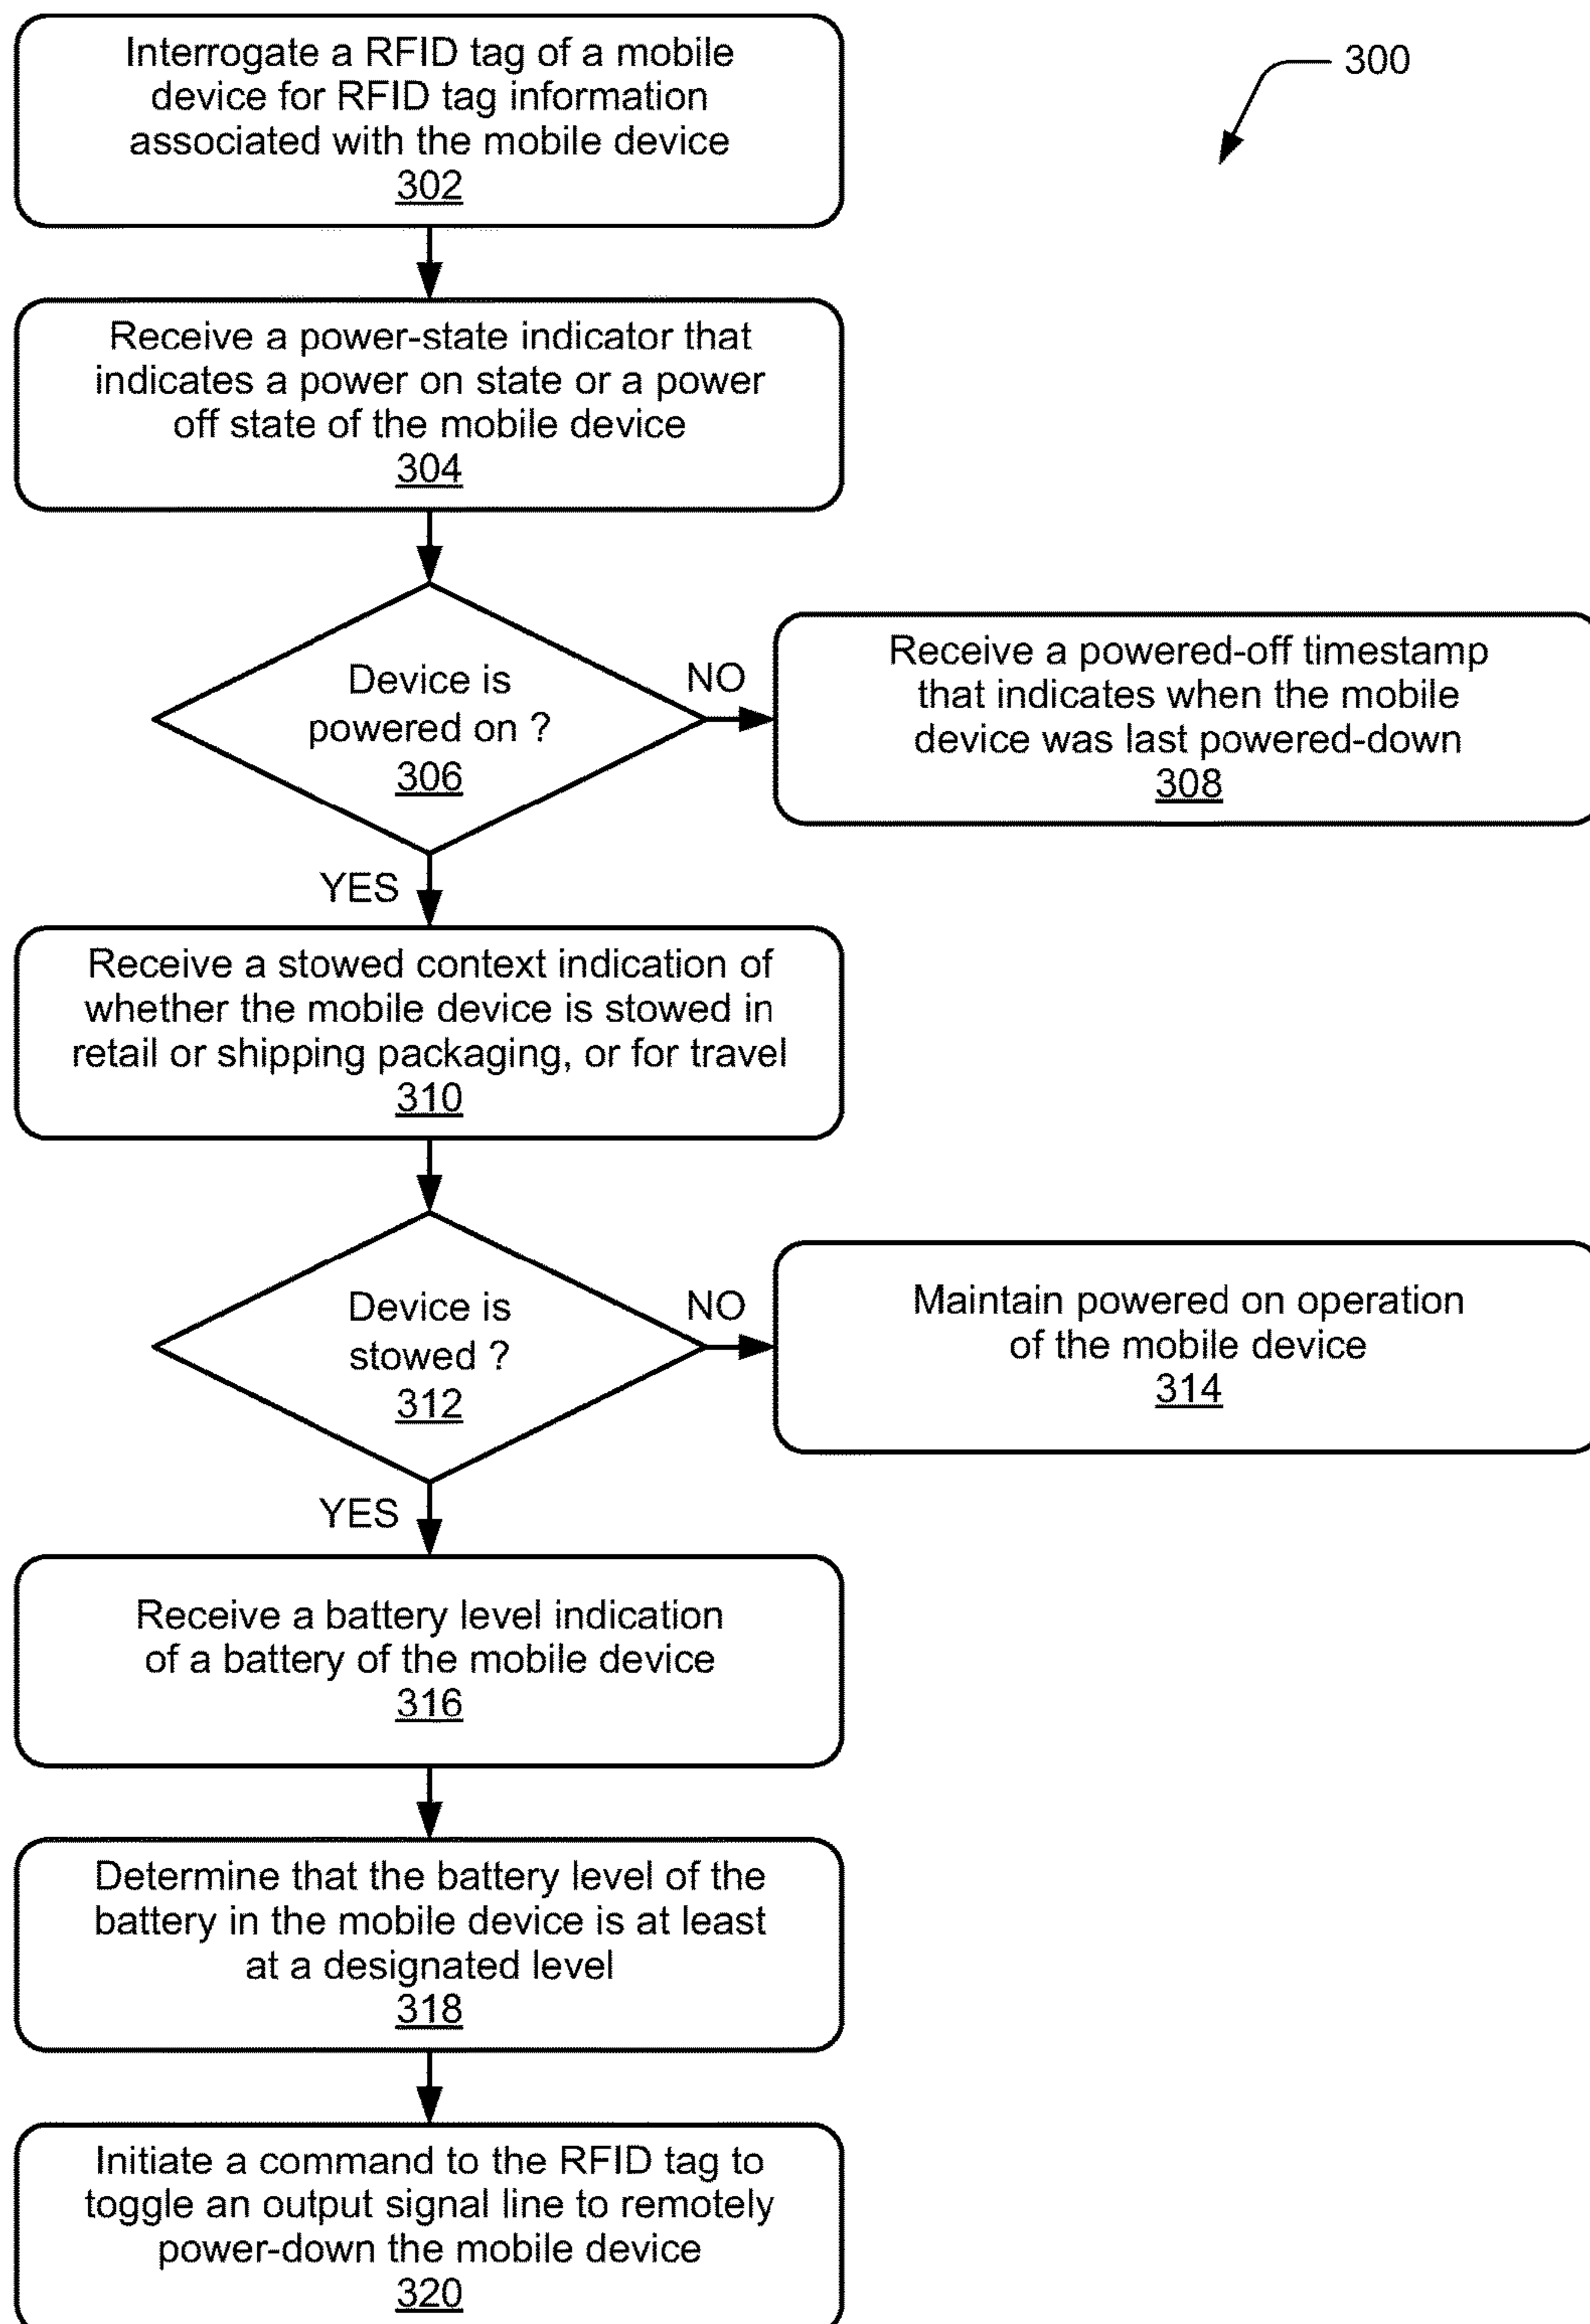 Interrogate a RFID tag of a mobile
device for RFID tag information
associated with the mobile device
302
300
Receive a power-state indicator that
indicates a power on state or a power
off state of the mobile device
304
Device is
powered on ?
306
NO
Receive a powered-off timestamp
that indicates when the mobile
device was last powered-down
308
YES
Receive a stowed context indication of
whether the mobile device is stowed in
retail or shipping packaging, or for travel
310
Device is
stowed ?
312
NO
Maintain powered on operation
of the mobile device
314
YES
Receive a battery level indication
of a battery of the mobile device
316
Determine that the battery level of the
battery in the mobile device is at least
at a designated level
318
Initiate a command to the RFID tag to
toggle an output signal line to remotely
power-down the mobile device
320